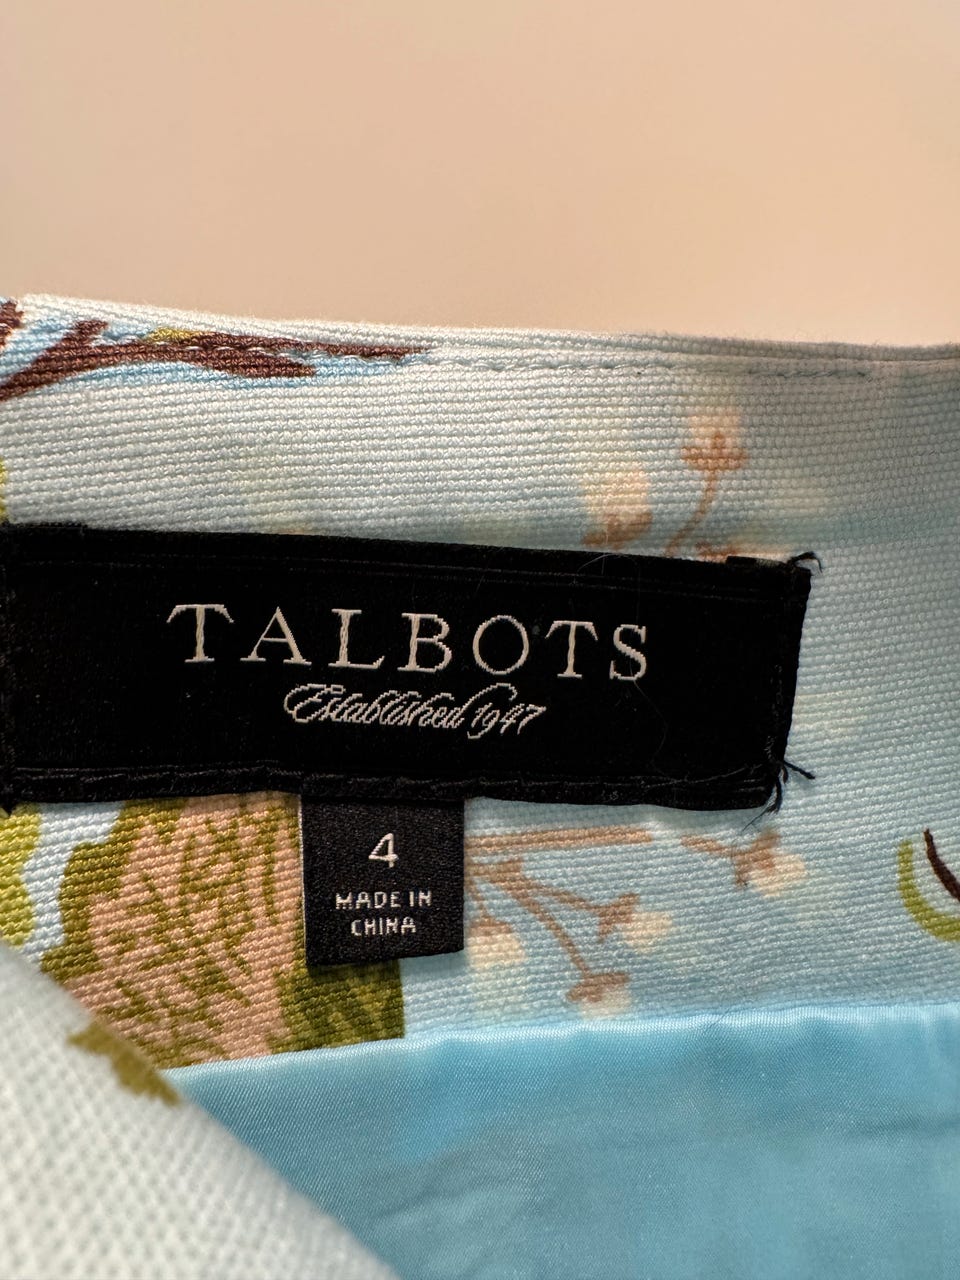 TALBOTS
Established 1947
4
MADE IN
CHINA